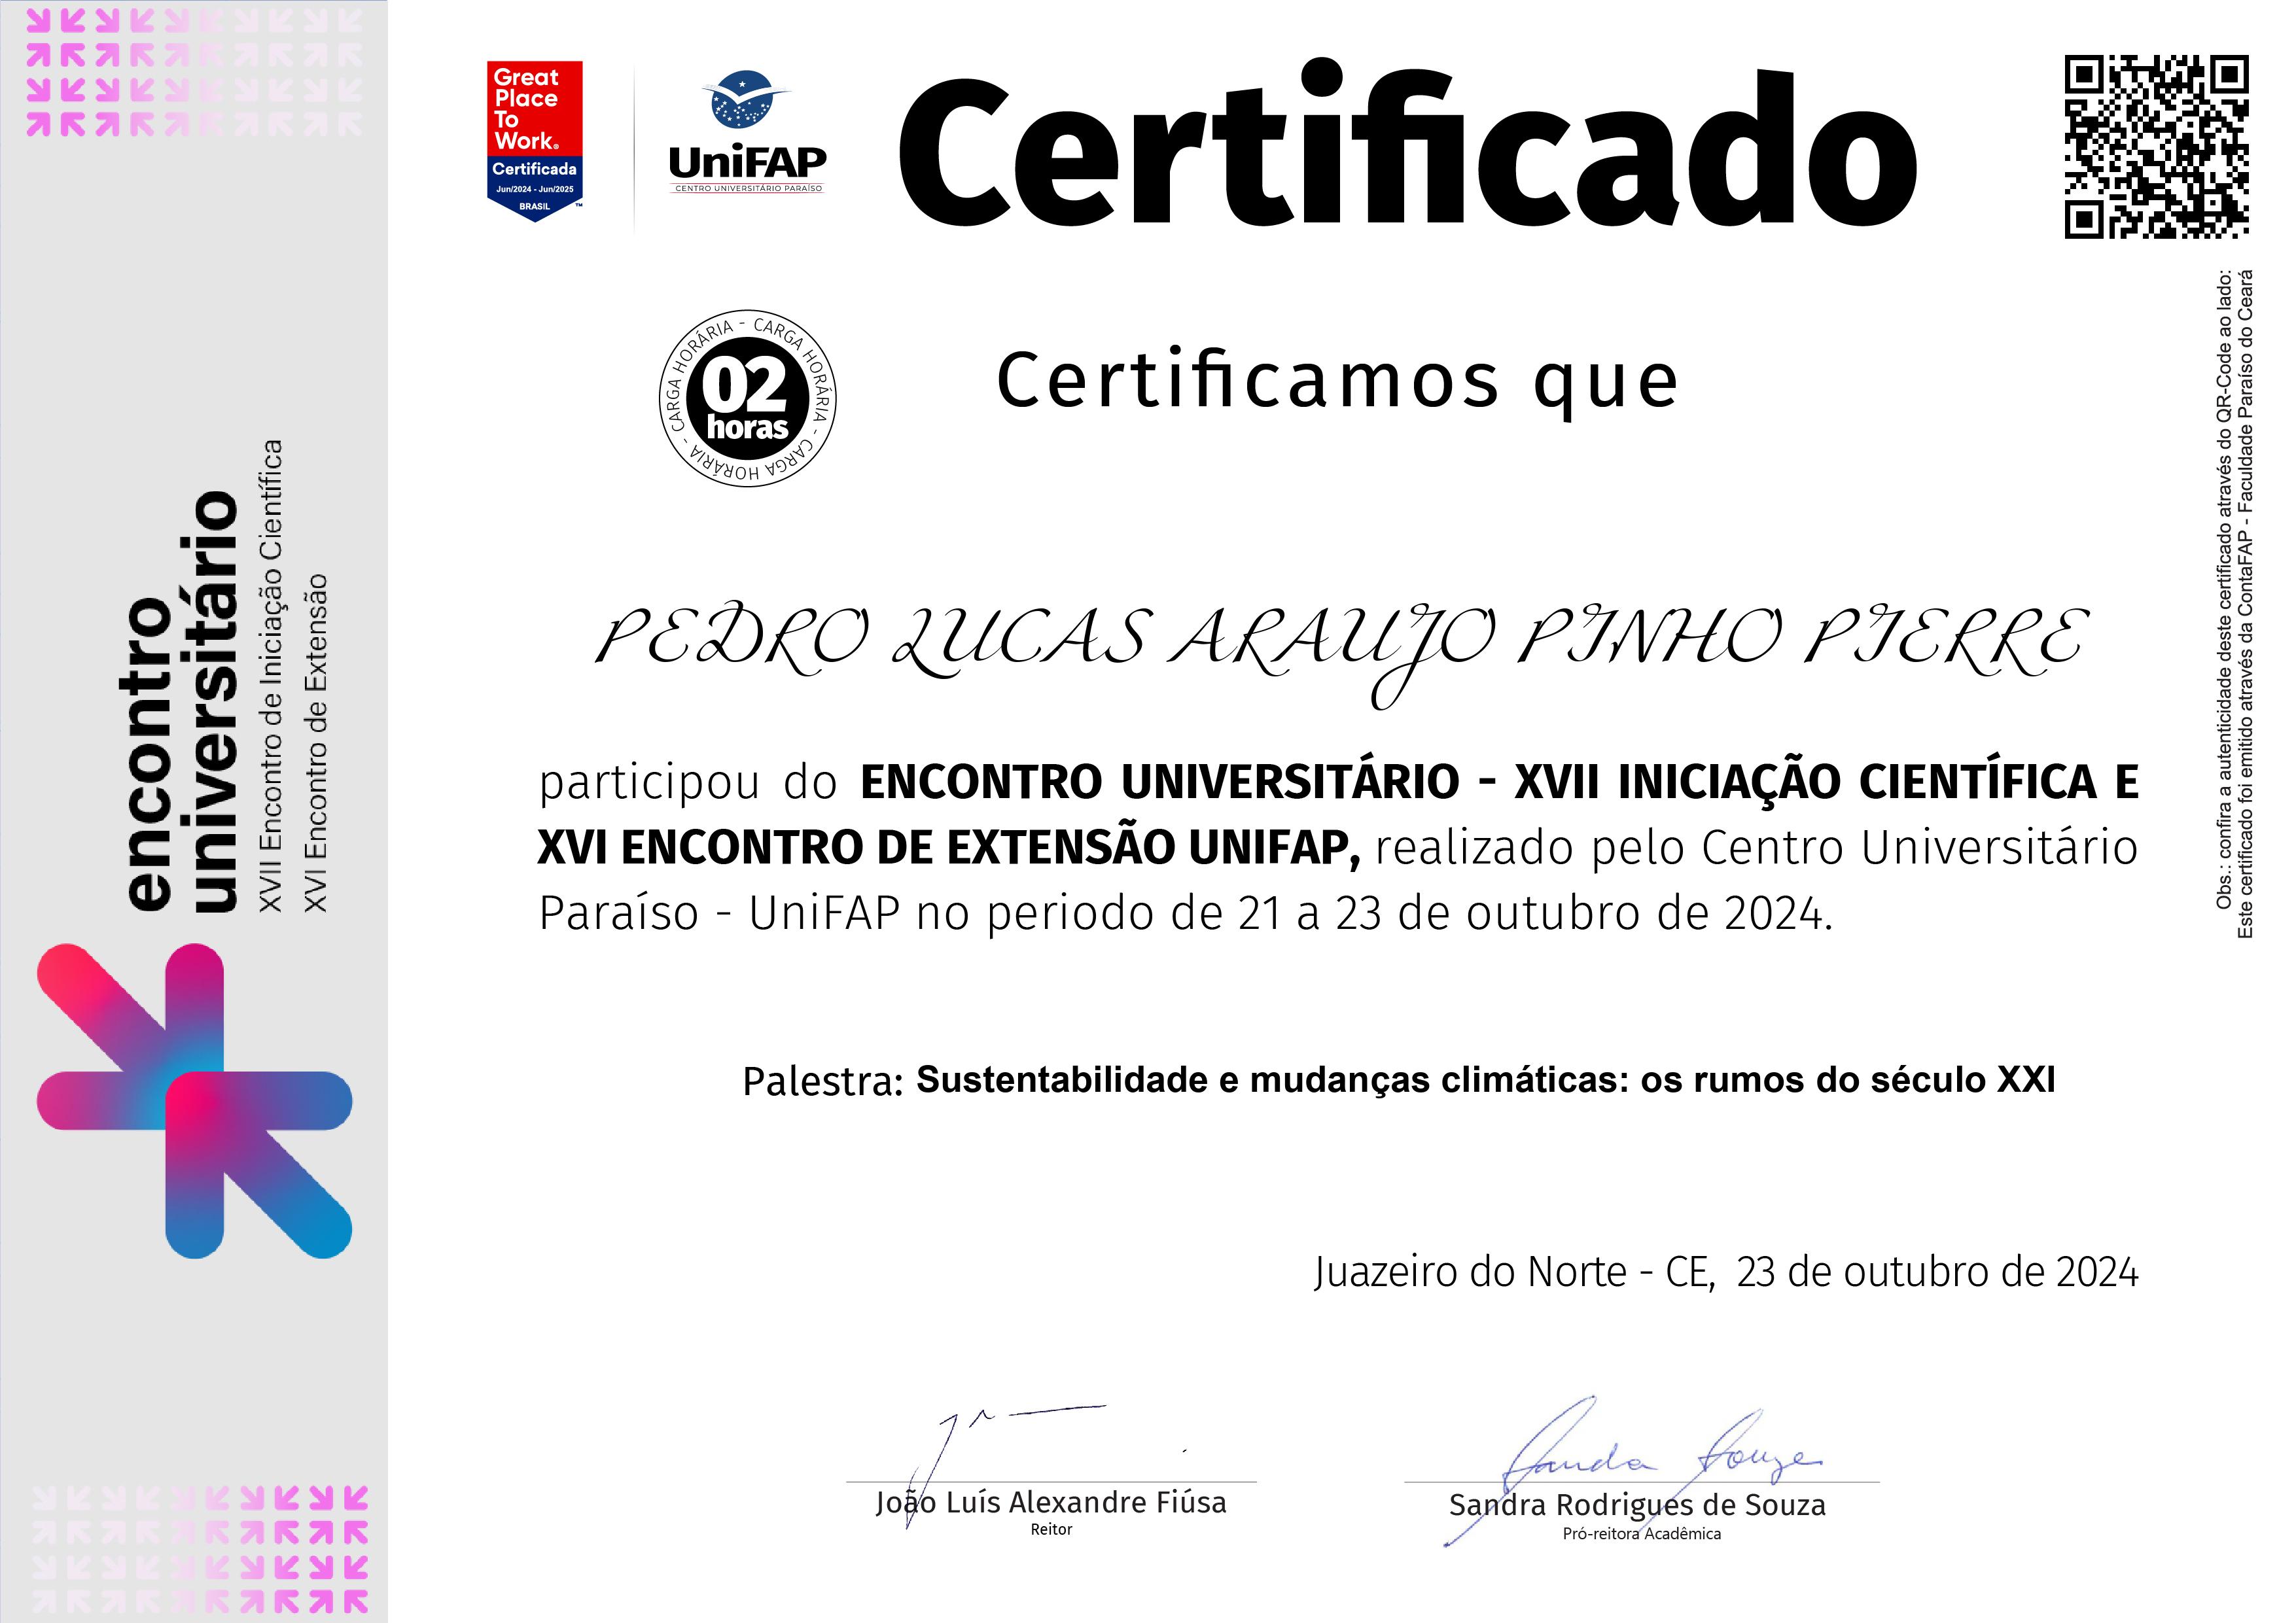 Great
Place
To
Work®
Certificada
Jun/2024 - Jun/2025
BRASIL ™
UniFAP
CENTRO UNIVERSITÁRIO PARAÍSO
Certificado
CARGA HORÁRIA - CARGA HORÁRIA - CARGA HORÁRIA -
02
horas
Certificamos que
PEDRO LUCAS ARAUJO PINHO PIERRE
participou do ENCONTRO UNIVERSITÁRIO - XVII INICIAÇÃO CIENTÍFICA E
XVI ENCONTRO DE EXTENSÃO UNIFAP, realizado pelo Centro Universitário
Paraíso - UniFAP no periodo de 21 a 23 de outubro de 2024.
Palestra: Sustentabilidade e mudanças climáticas: os rumos do século XXI
Juazeiro do Norte - CE, 23 de outubro de 2024
João Luís Alexandre Fiúsa
Reitor
Sanda Souza
Sandra Rodrigues de Souza
Pró-reitora Acadêmica
encontro
universitário
XVII Encontro de Iniciação Científica
XVI Encontro de Extensão
Obs.: confira a autenticidade deste certificado através do QR-Code ao lado:
Este certificado foi emitido através da ContaFAP - Faculdade Paraíso do Ceará